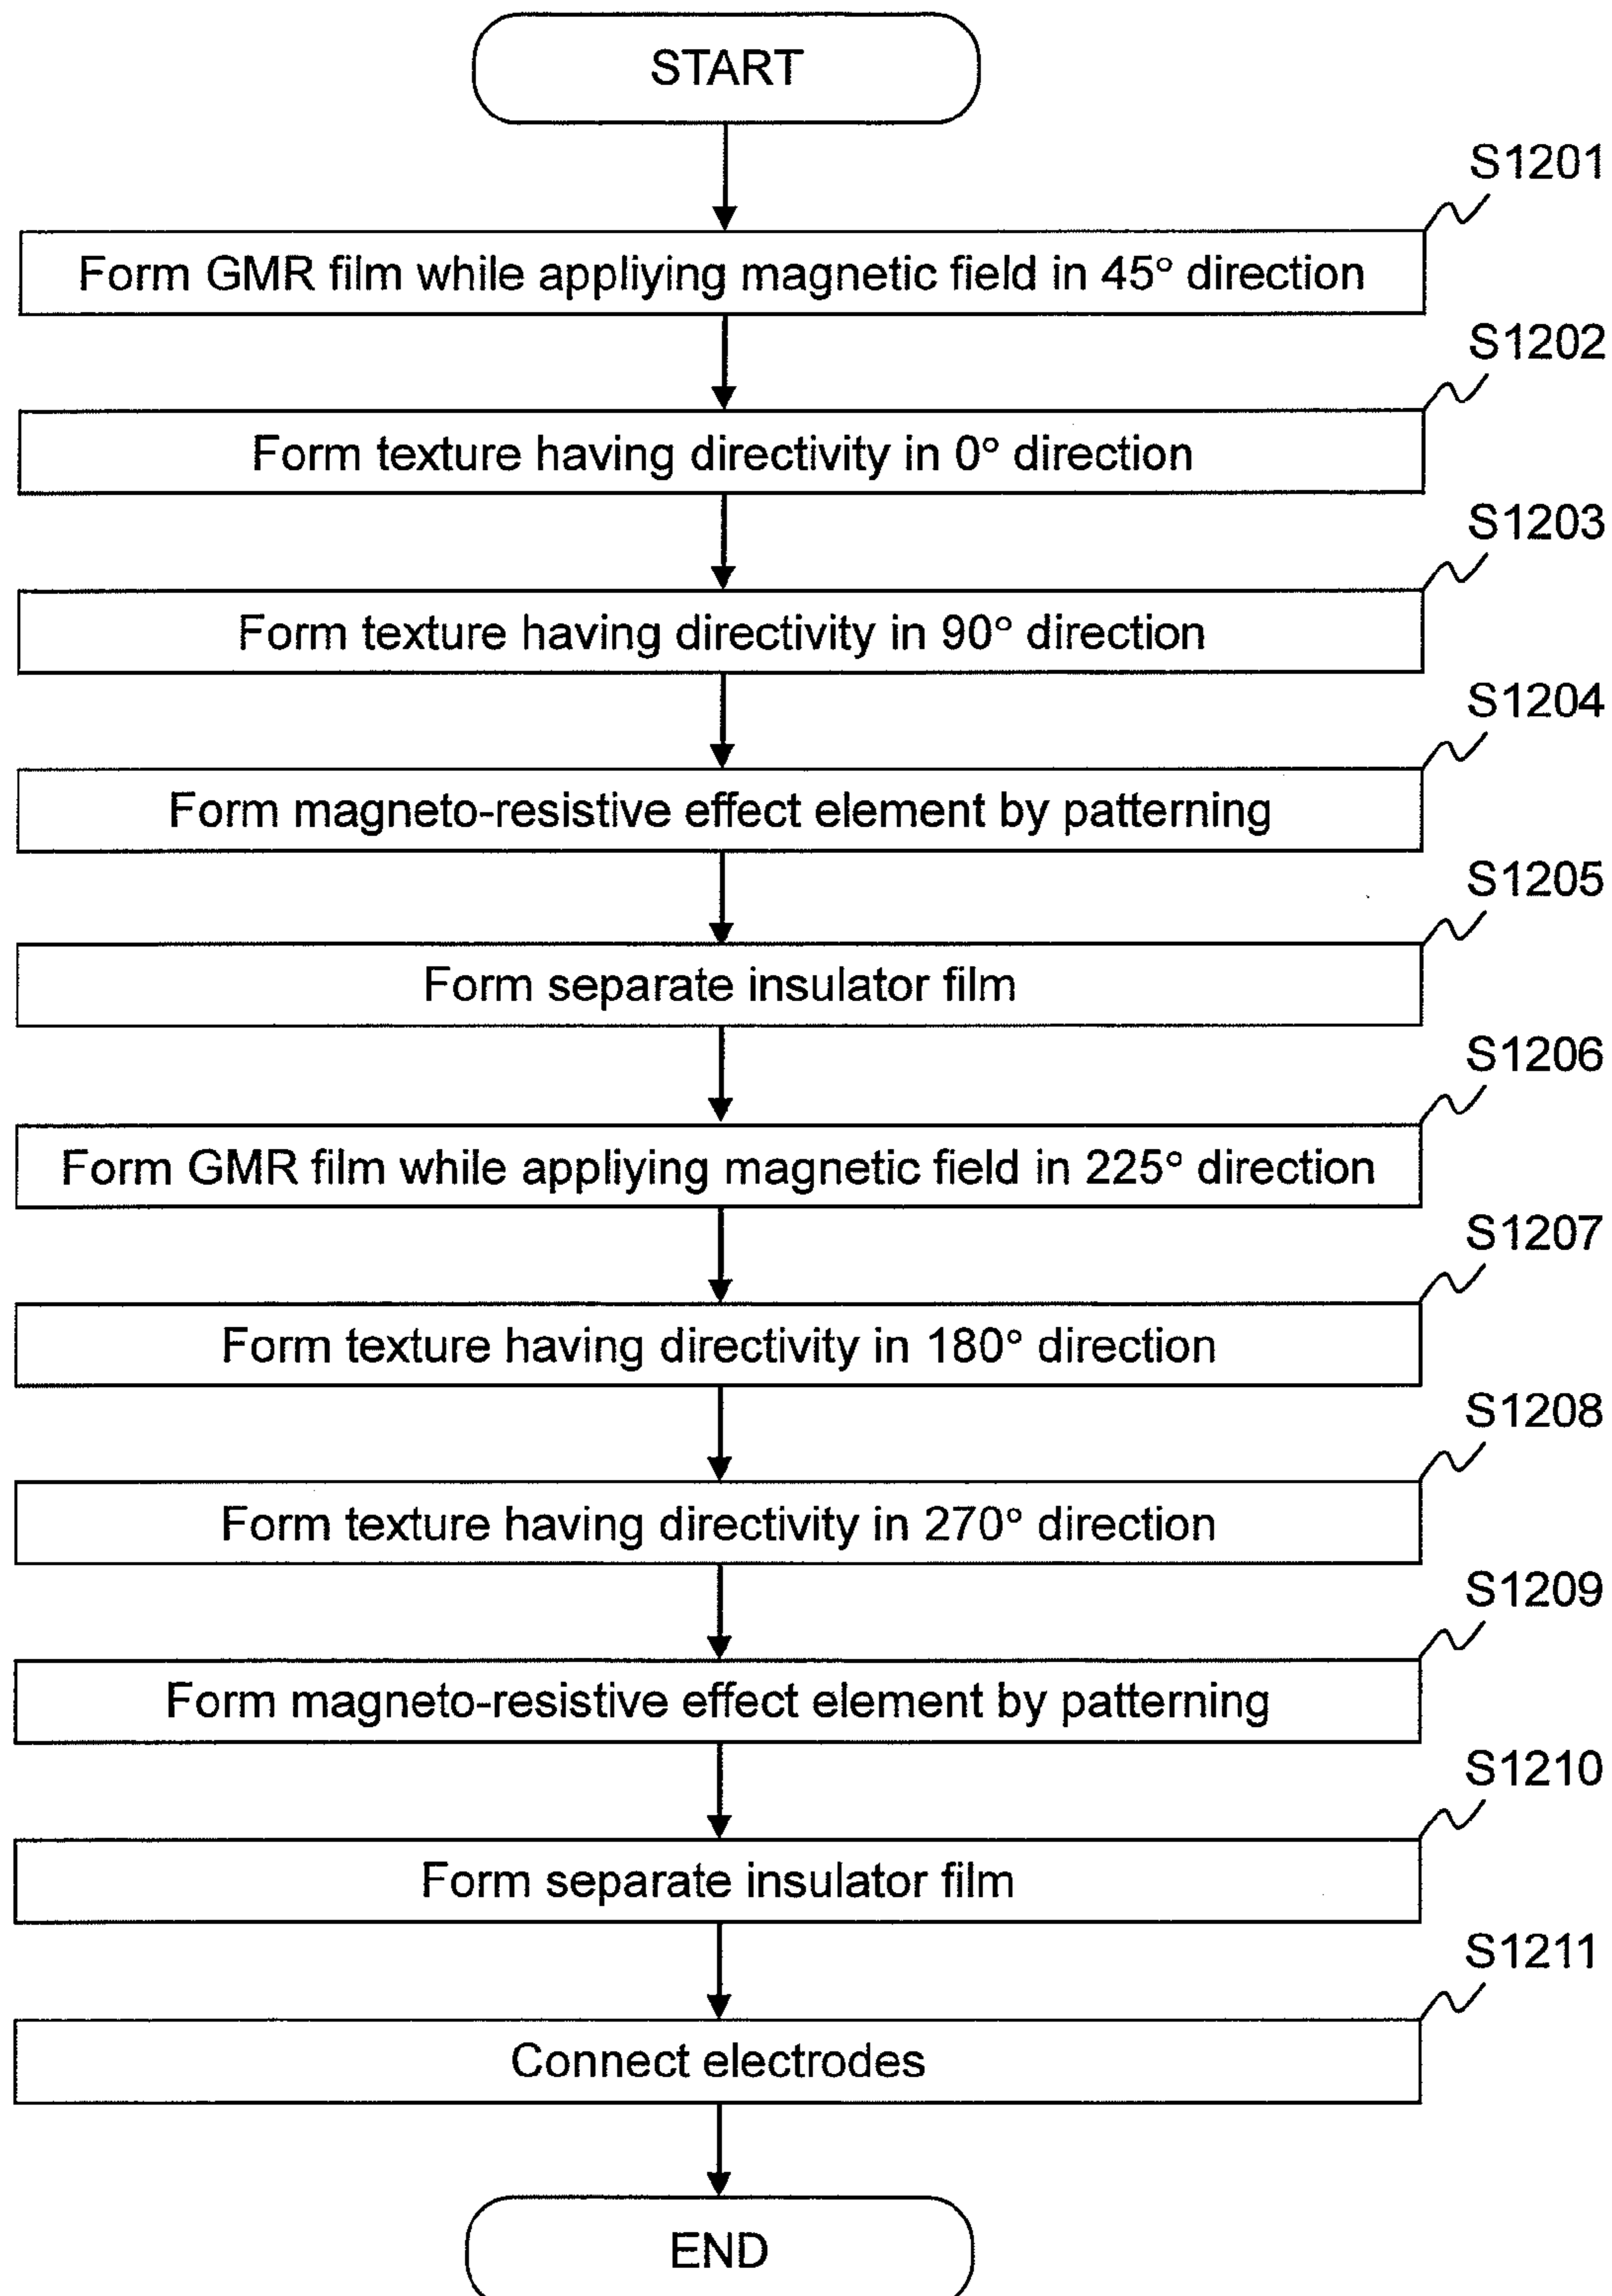 START
S1201
Form GMR film while appliying magnetic field in 45° direction
S1202
Form texture having directivity in 0° direction
S1203
Form texture having directivity in 90° direction
S1204
Form magneto-resistive effect element by patterning
S1205
Form separate insulator film
S1206
Form GMR film while appliying magnetic field in 225° direction
S1207
Form texture having directivity in 180° direction
S1208
Form texture having directivity in 270° direction
S1209
Form magneto-resistive effect element by patterning
S1210
Form separate insulator film
S1211
Connect electrodes
END